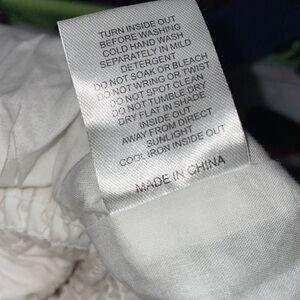 TURN INSIDE OUT
BEFORE WASHING
COLD HAND WASH
SEPARATELY IN MILD
DETERGENT
DO NOT SOAK OR BLEACH
DO NOT WRING OR TWIST
DO NOT SPOT CLEAN
DO NOT TUMBLE DRY
DRY FLAT IN SHADE
INSIDE OUT
AWAY FROM DIRECT
SUNLIGHT
COOL IRON INSIDE OUT
MADE IN CHINA